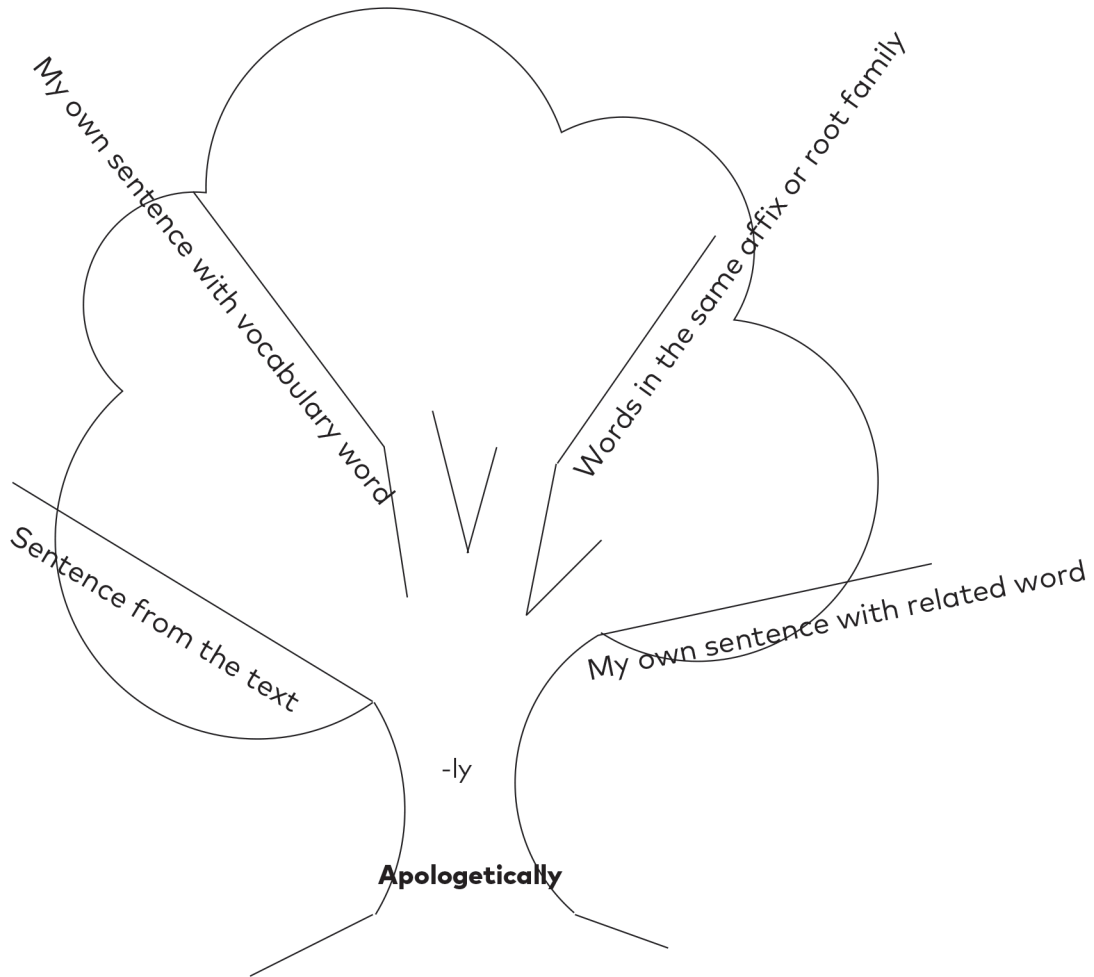 My own sentence with vocabulary word
Words in the same affix or root family
Sentence from the text
My own sentence with related word
-ly
Apologetically